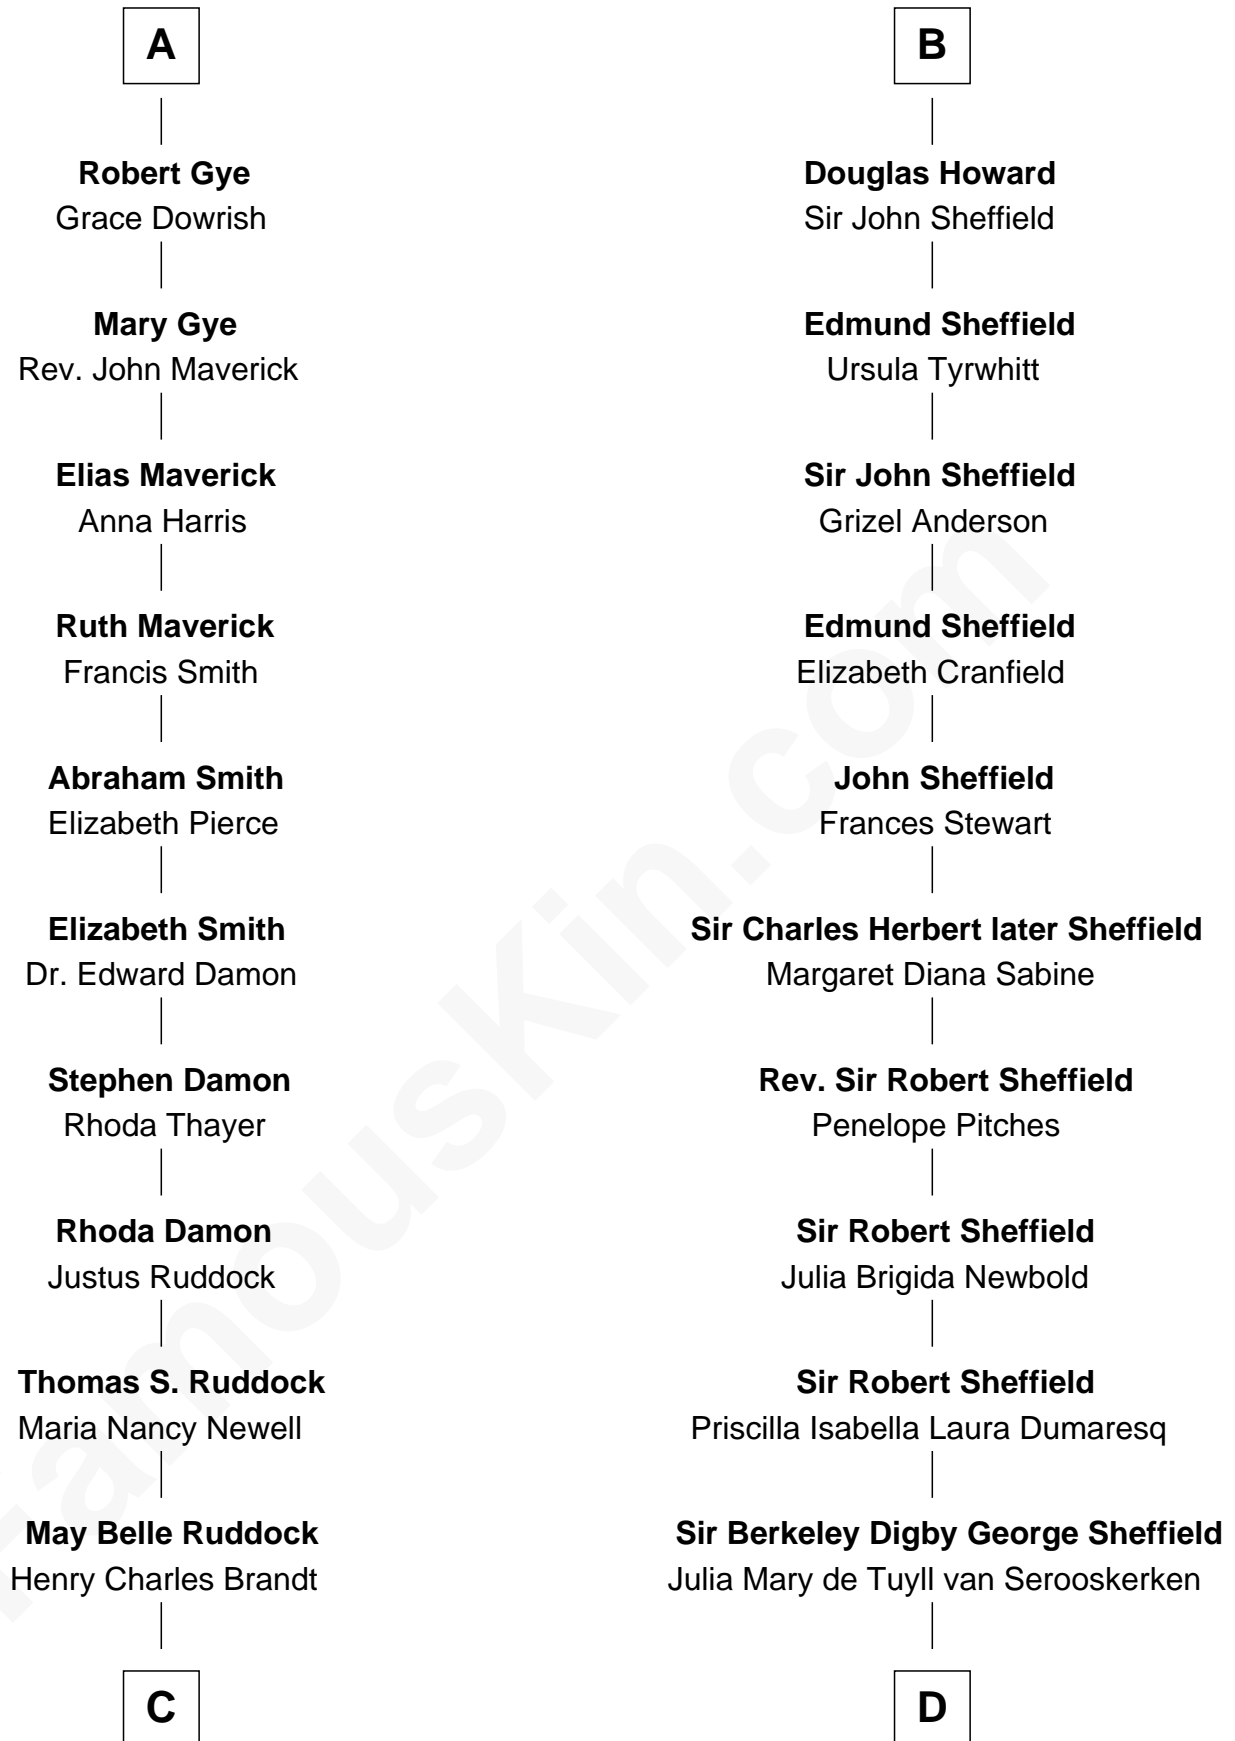 A
Robert Gye
Grace Dowrish
Mary Gye
Rev. John Maverick
Elias Maverick
Anna Harris
Ruth Maverick
Francis Smith
Abraham Smith
Elizabeth Pierce
Elizabeth Smith
Dr. Edward Damon
Stephen Damon
Rhoda Thayer
Rhoda Damon
Justus Ruddock
Thomas S. Ruddock
Maria Nancy Newell
May Belle Ruddock
Henry Charles Brandt
C
B
Douglas Howard
Sir John Sheffield
Edmund Sheffield
Ursula Tyrwhitt
Sir John Sheffield
Grizel Anderson
Edmund Sheffield
Elizabeth Cranfield
John Sheffield
Frances Stewart
Sir Charles Herbert later Sheffield
Margaret Diana Sabine
Rev. Sir Robert Sheffield
Penelope Pitches
Sir Robert Sheffield
Julia Brigida Newbold
Sir Robert Sheffield
Priscilla Isabella Laura Dumaresq
Sir Berkeley Digby George Sheffield
Julia Mary de Tuyll van Serooskerken
D
FamousKin.com